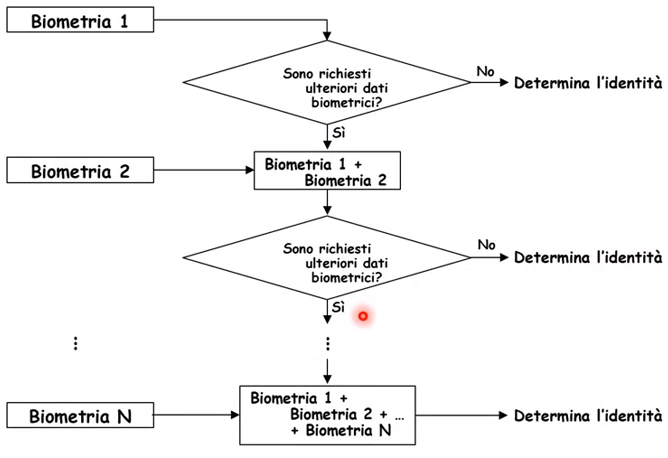 Biometria 1
Sono richiesti
ulteriori dati
biometrici?
No
Determina l'identità
Sì
Biometria 2
Biometria 1 +
Biometria 2
Sono richiesti
ulteriori dati
biometrici?
No
Determina l'identità
Sì
⋮
⋮
Biometria N
Biometria 1 +
Biometria 2 + ...
+ Biometria N
Determina l'identità